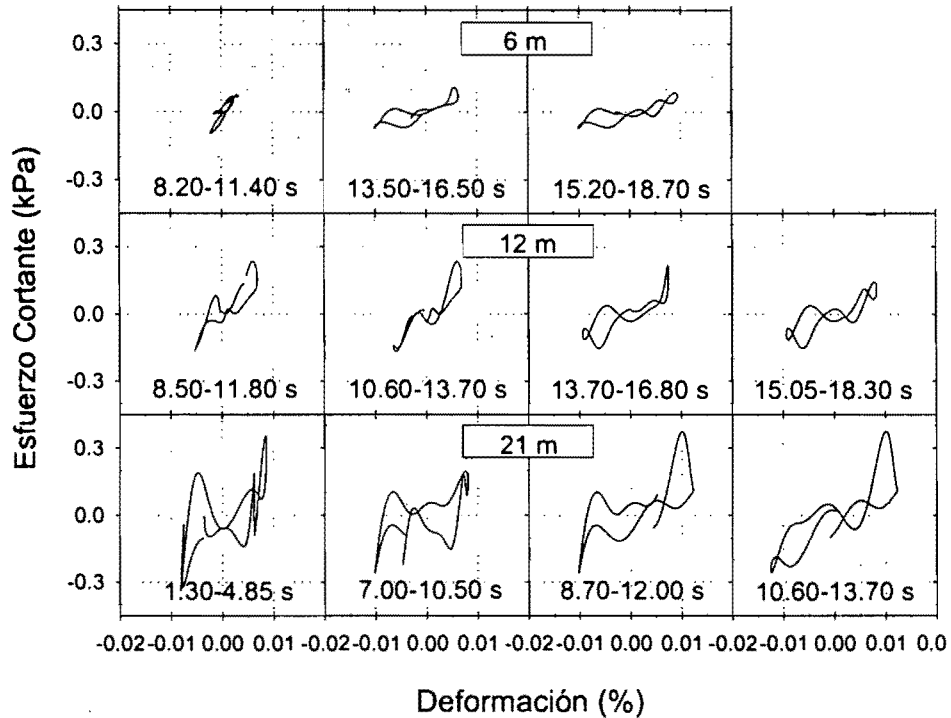 Esfuerzo Cortante (kPa)
0.3
0.0
-0.3
6 m
8.20-11.40 s
13.50-16.50 s
15.20-18.70 s
0.3
0.0
-0.3
12 m
8.50-11.80 s
10.60-13.70 s
13.70-16.80 s
15.05-18.30 s
0.3
0.0
-0.3
21 m
1.30-4.85 s
7.00-10.50 s
8.70-12.00 s
10.60-13.70 s
-0.02-0.01 0.00 0.01 -0.02-0.01 0.00 0.01 -0.02-0.01 0.00 0.01 -0.02-0.01 0.00 0.01 0.0
Deformación (%)